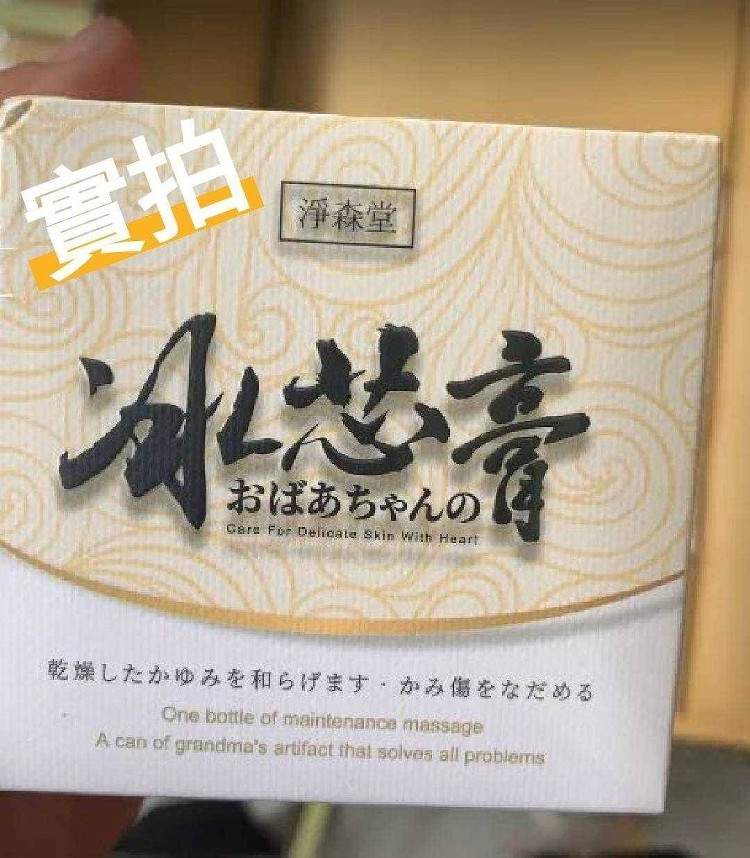 實拍
淨森堂
冰芯膏
おばあちゃんの
Care For Delicate Skin With Heart
乾燥したかゆみを和らげます・かみ傷をなだめる
One bottle of maintenance massage
A can of grandma's artifact that solves all problems